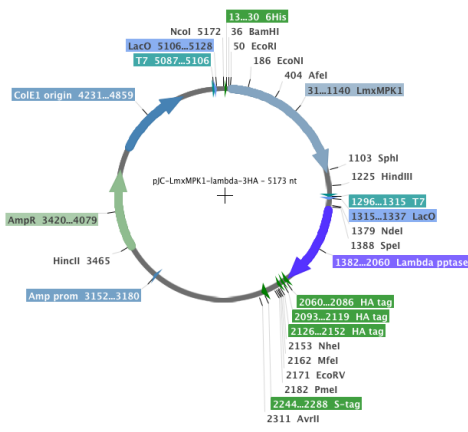 13...30 6His
NcoI 5172
36 BamHI
LacO 5106...5128
50 EcoRI
T7 5087...5106
186 EcoNI
404 AfeI
ColE1 origin 4231...4859
31...1140 LmxMPK1
1103 SphI
pJC-LmxMPK1-lambda-3HA - 5173 nt
1225 HindIII
1296...1315 T7
1315...1337 LacO
AmpR 3420...4079
1379 NdeI
1388 SpeI
HincII 3465
1382...2060 Lambda pptase
Amp prom 3152...3180
2060...2086 HA tag
2093...2119 HA tag
2126...2152 HA tag
2153 NheI
2162 MfeI
2171 EcoRV
2182 PmeI
2244...2288 S-tag
2311 AvrII